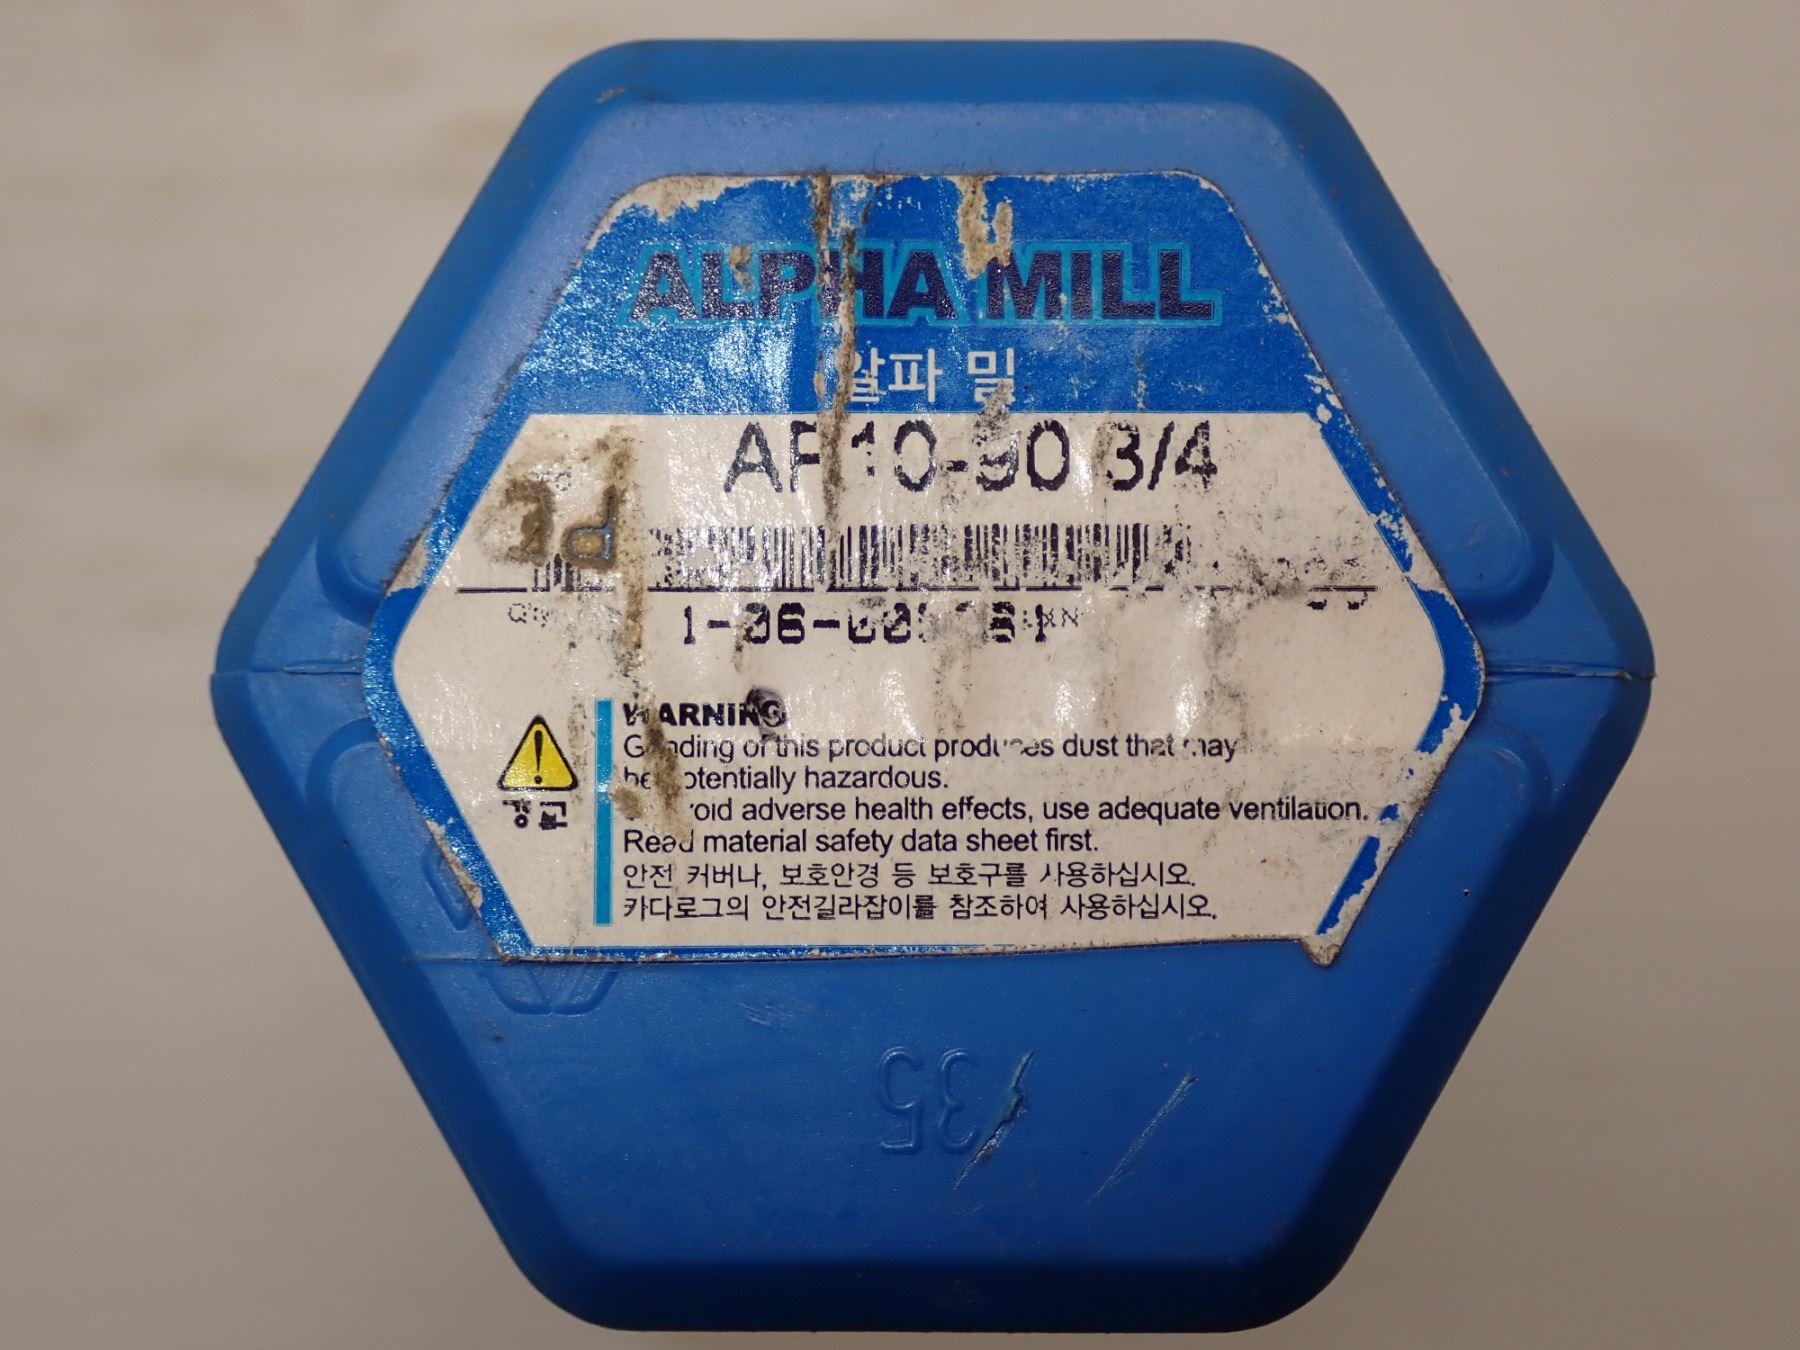 ALPHA MILL
알파 밀
10-90 3/4
WARNING
of this product produces dust that may
potentially hazardous.
adverse health effects, use adequate ventilation.
Read material safety data sheet first.
경고
안전 커버나, 보호안경 등 보호구를 사용하십시오.
카다로그의 안전길라잡이를 참조하여 사용하십시오.
35